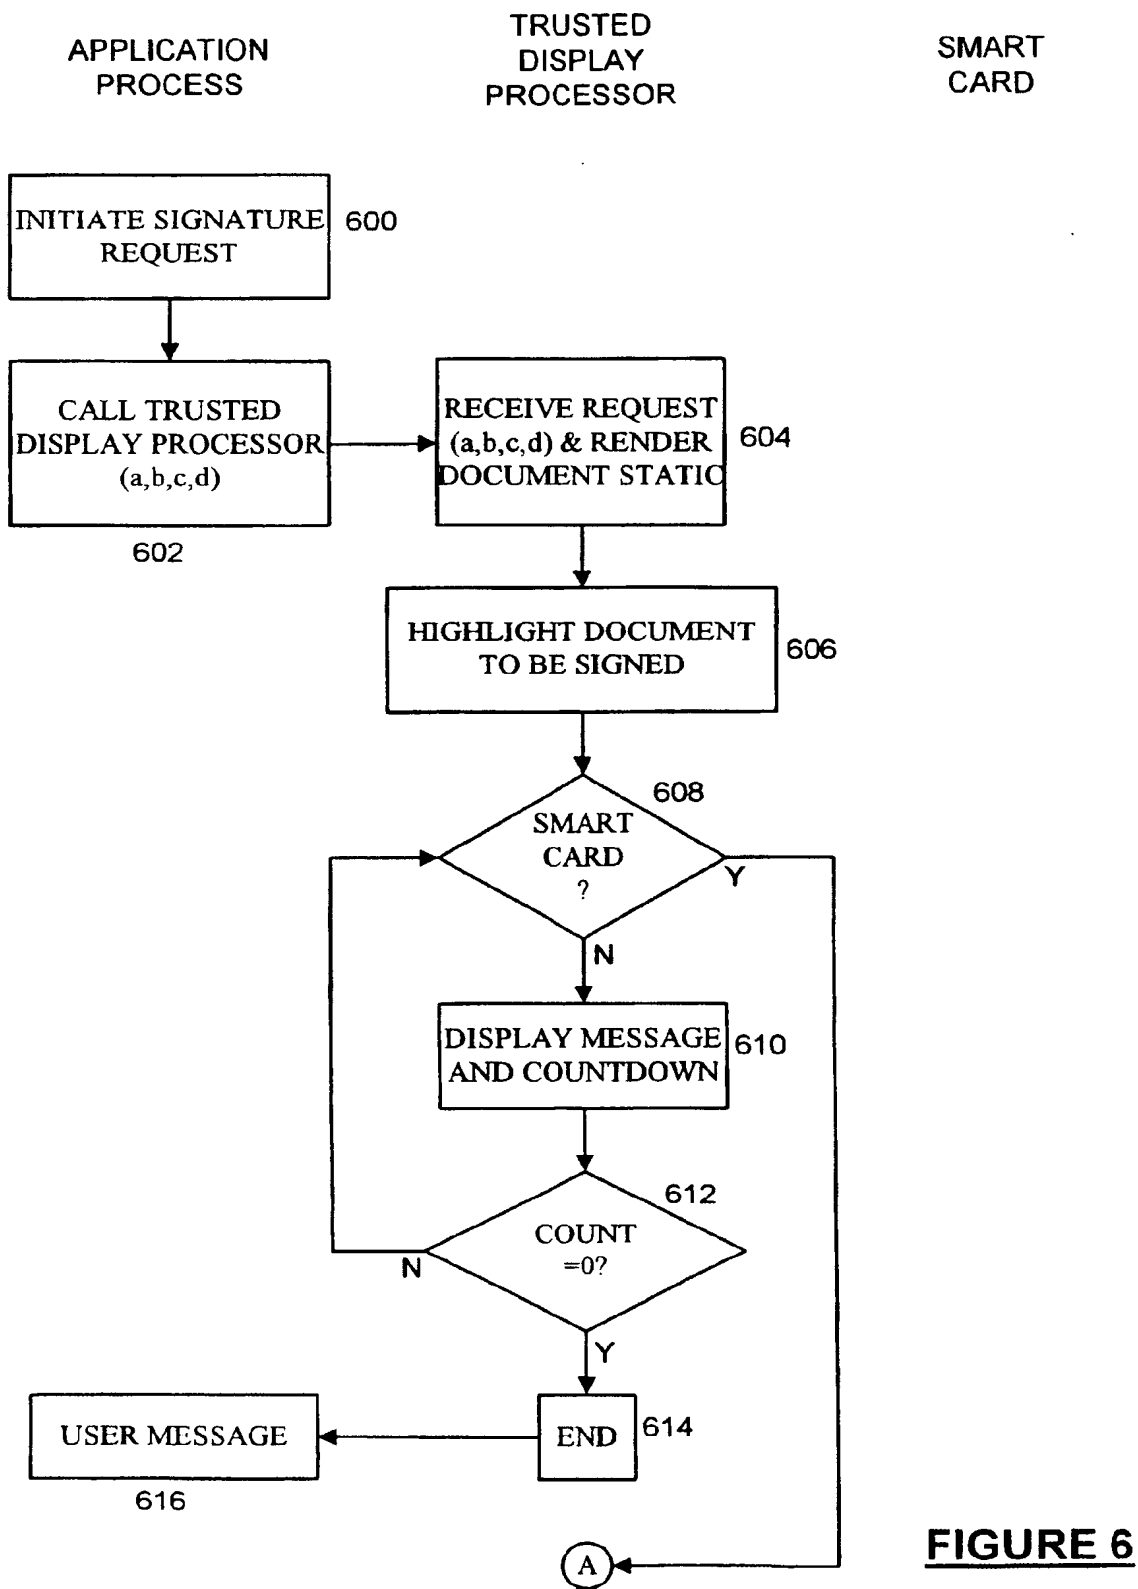 APPLICATION
PROCESS
TRUSTED
DISPLAY
PROCESSOR
SMART
CARD
INITIATE SIGNATURE
REQUEST
600
CALL TRUSTED
DISPLAY PROCESSOR
(a,b,c,d)
602
RECEIVE REQUEST
(a,b,c,d) & RENDER
DOCUMENT STATIC
604
HIGHLIGHT DOCUMENT
TO BE SIGNED
606
608
SMART
CARD
?
Y
N
DISPLAY MESSAGE
AND COUNTDOWN
610
612
COUNT
=0?
N
Y
END
614
USER MESSAGE
616
A
FIGURE 6